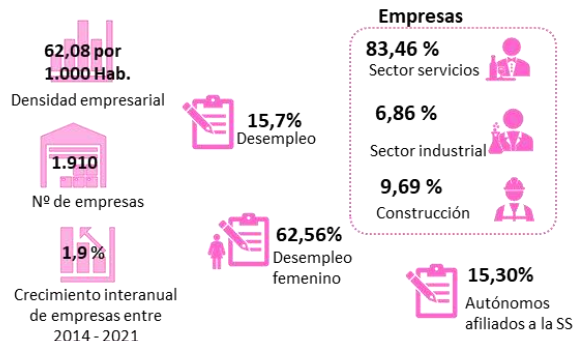 62,08 por
1.000 Hab.
Densidad empresarial
1.910
Nº de empresas
1,9 %
Crecimiento interanual
de empresas entre
2014 - 2021
15,7%
Desempleo
62,56%
Desempleo
femenino
Empresas
83,46 %
Sector servicios
6,86 %
Sector industrial
9,69 %
Construcción
15,30%
Autónomos
afiliados a la SS